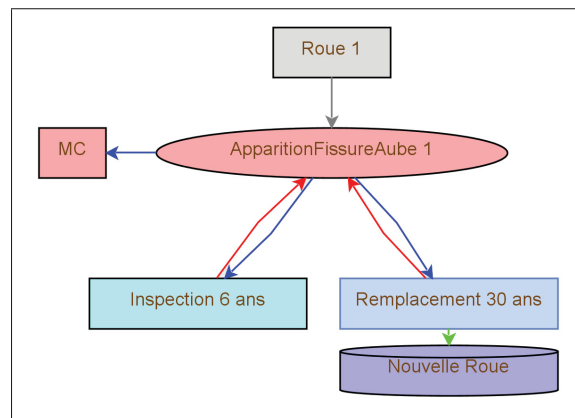 Roue 1
MC
ApparitionFissureAube 1
Inspection 6 ans
Remplacement 30 ans
Nouvelle Roue